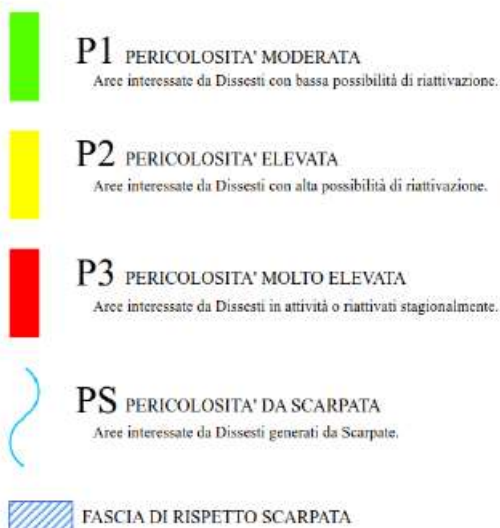 P1 PERICOLOSITA' MODERATA
Aree interessate da Dissesti con bassa possibilità di riattivazione.
P2 PERICOLOSITA' ELEVATA
Aree interessate da Dissesti con alta possibilità di riattivazione.
P3 PERICOLOSITA' MOLTO ELEVATA
Aree interessate da Dissesti in attività o riattivati stagionalmente.
PS PERICOLOSITA' DA SCARPATA
Aree interessate da Dissesti generati da Scarpate.
FASCIA DI RISPETTO SCARPATA